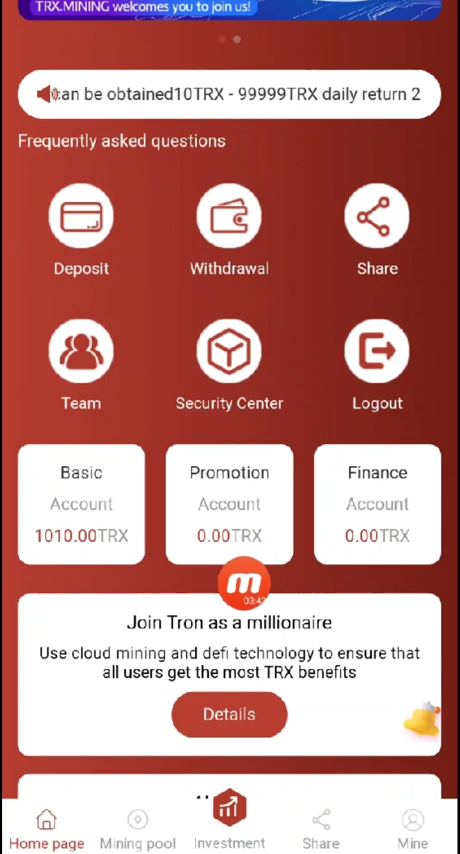 TRX.MINING welcomes you to join us!
can be obtained10TRX - 99999TRX daily return 2
Frequently asked questions
Deposit
Withdrawal
Share
Team
Security Center
Logout
Basic
Account
1010.00TRX
Promotion
Account
0.00TRX
Finance
Account
0.00TRX
m
03:43
Join Tron as a millionaire
Use cloud mining and defi technology to ensure that
all users get the most TRX benefits
Details
Home page
Mining pool
Investment
Share
Mine